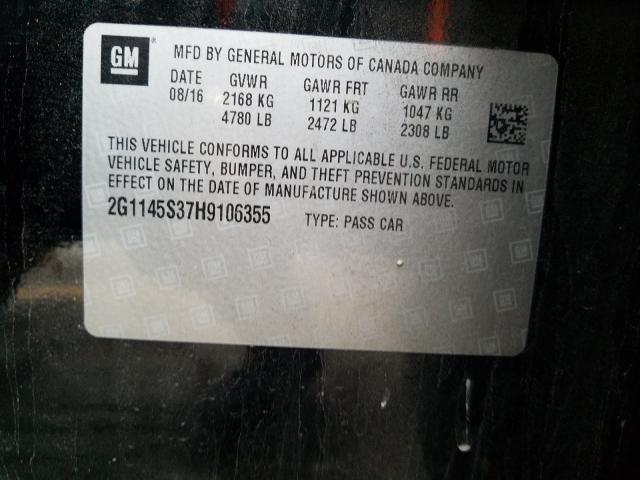 GM
MFD BY GENERAL MOTORS OF CANADA COMPANY
DATE GVWR GAWR FRT GAWR RR
08/16 2168 KG 1121 KG 1047 KG
4780 LB 2472 LB 2308 LB
THIS VEHICLE CONFORMS TO ALL APPLICABLE U.S. FEDERAL MOTOR
VEHICLE SAFETY, BUMPER, AND THEFT PREVENTION STANDARDS IN
EFFECT ON THE DATE OF MANUFACTURE SHOWN ABOVE.
2G1145S37H9106355 TYPE: PASS CAR